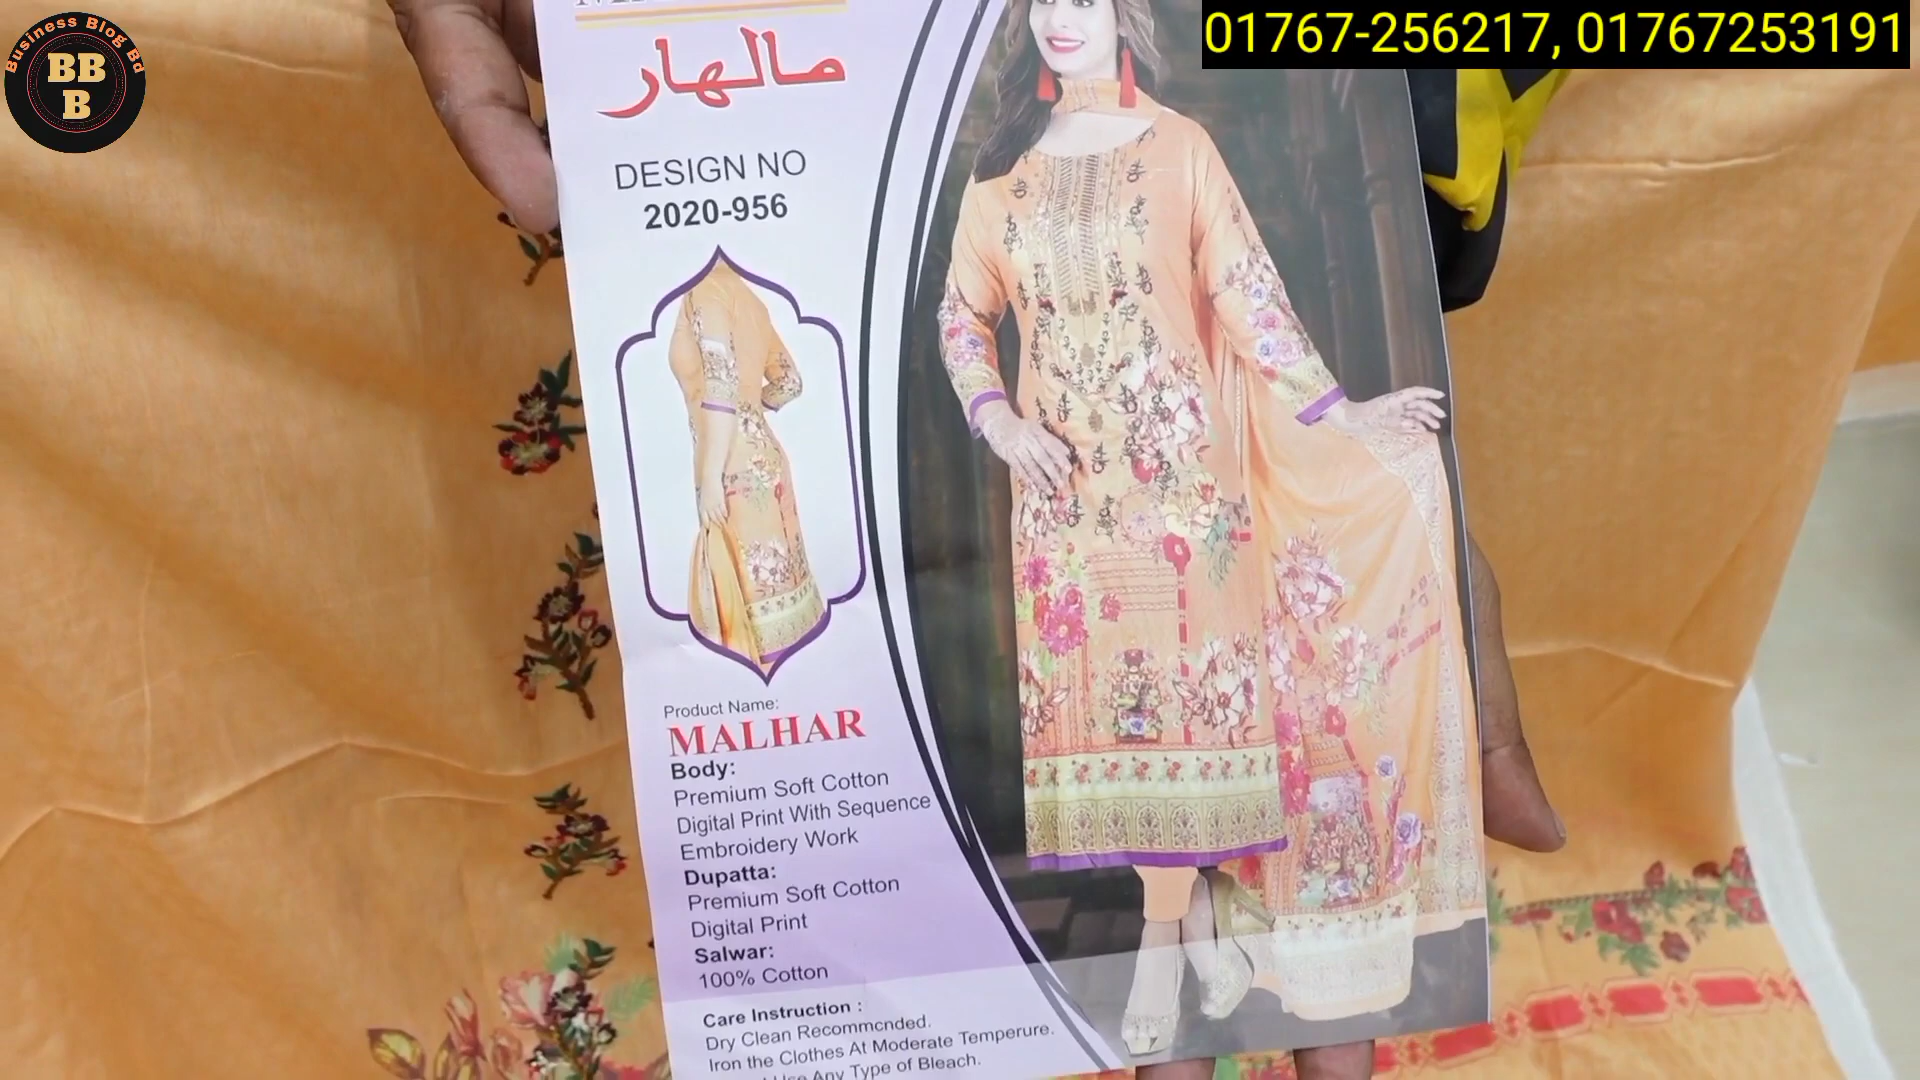 Business Blog Bd
BB
B
01767-256217, 01767253191
مالهار
DESIGN NO
2020-956
Product Name:
MALHAR
Body:
Premium Soft Cotton
Digital Print With Sequence
Embroidery Work
Dupatta:
Premium Soft Cotton
Digital Print
Salwar:
100% Cotton
Care Instruction :
Dry Clean Recommcnded.
Iron the Clothes At Moderate Temperure.
Use Any Type of Bleach.